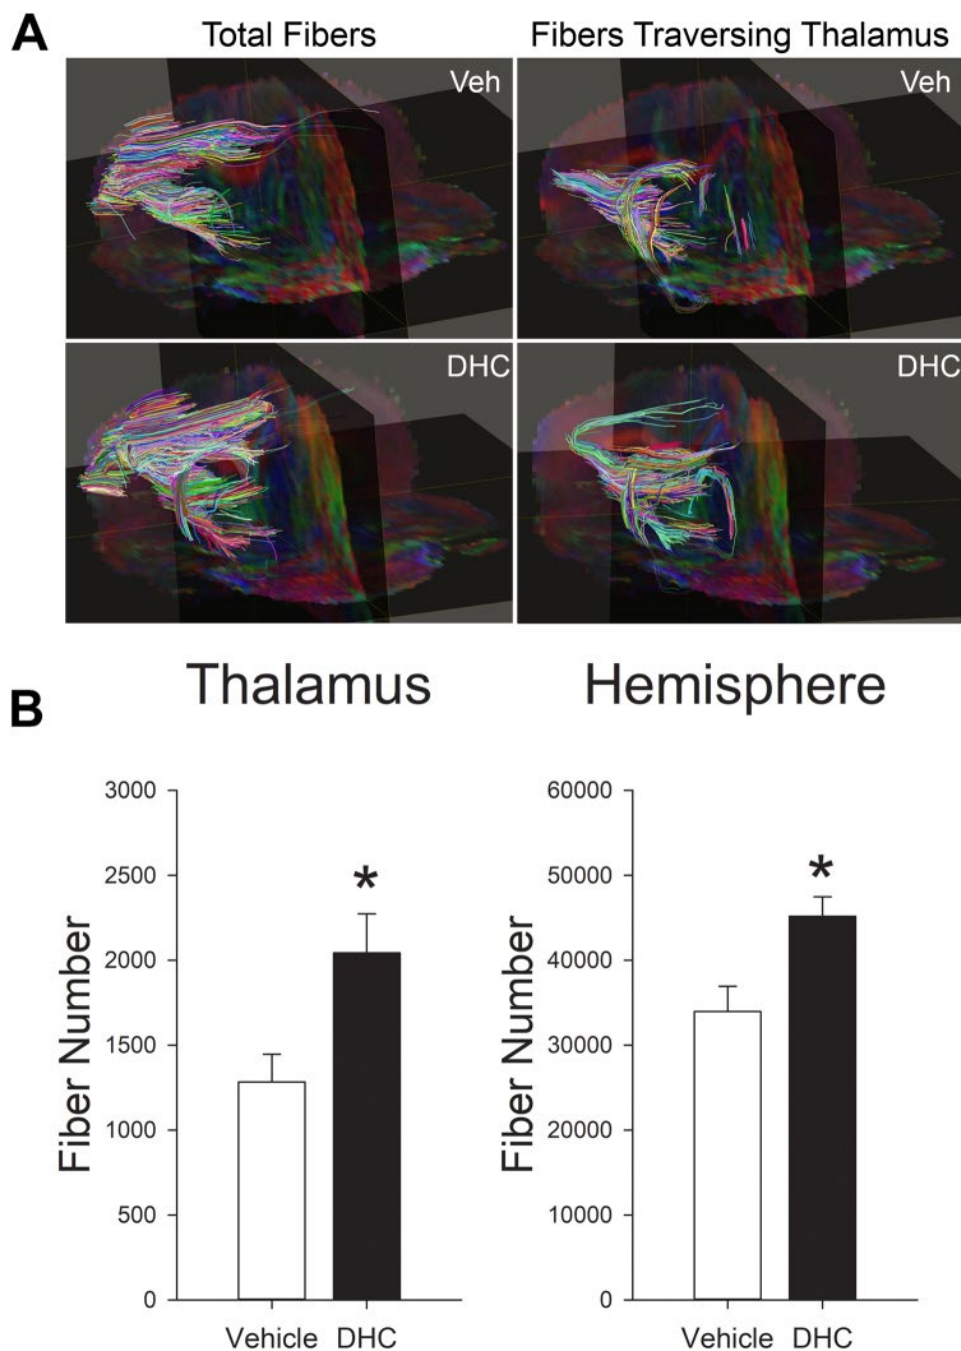 A
Total Fibers Fibers Traversing Thalamus
Veh Veh
DHC DHC
B
Thalamus Hemisphere
Fiber Number
3000
2500
2000
1500
1000
500
0
*
Vehicle DHC
Fiber Number
60000
50000
40000
30000
20000
10000
0
*
Vehicle DHC